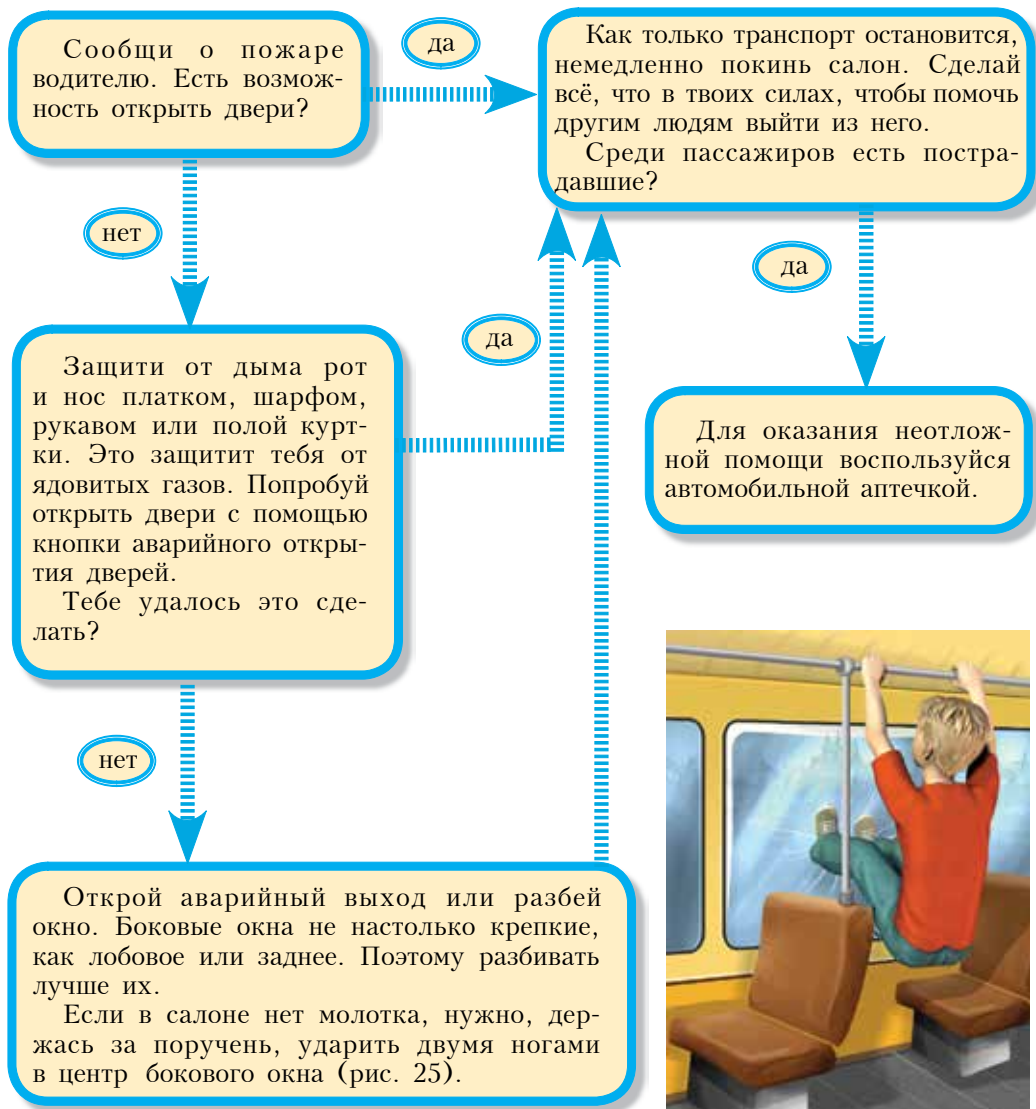 Сообщи о пожаре
водителю. Есть возмож-
ность открыть двери?
да
Как только транспорт остановится,
немедленно покинь салон. Сделай
всё, что в твоих силах, чтобы помочь
другим людям выйти из него.
Среди пассажиров есть постра-
давшие?
нет
да
да
Защити от дыма рот
и нос платком, шарфом,
рукавом или полой курт-
ки. Это защитит тебя от
ядовитых газов. Попробуй
открыть двери с помощью
кнопки аварийного откры-
тия дверей.
Тебе удалось это сде-
лать?
Для оказания неотлож-
ной помощи воспользуйся
автомобильной аптечкой.
нет
Открой аварийный выход или разбей
окно. Боковые окна не настолько крепкие,
как лобовое или заднее. Поэтому разбивать
лучше их.
Если в салоне нет молотка, нужно, дер-
жась за поручень, ударить двумя ногами
в центр бокового окна (рис. 25).